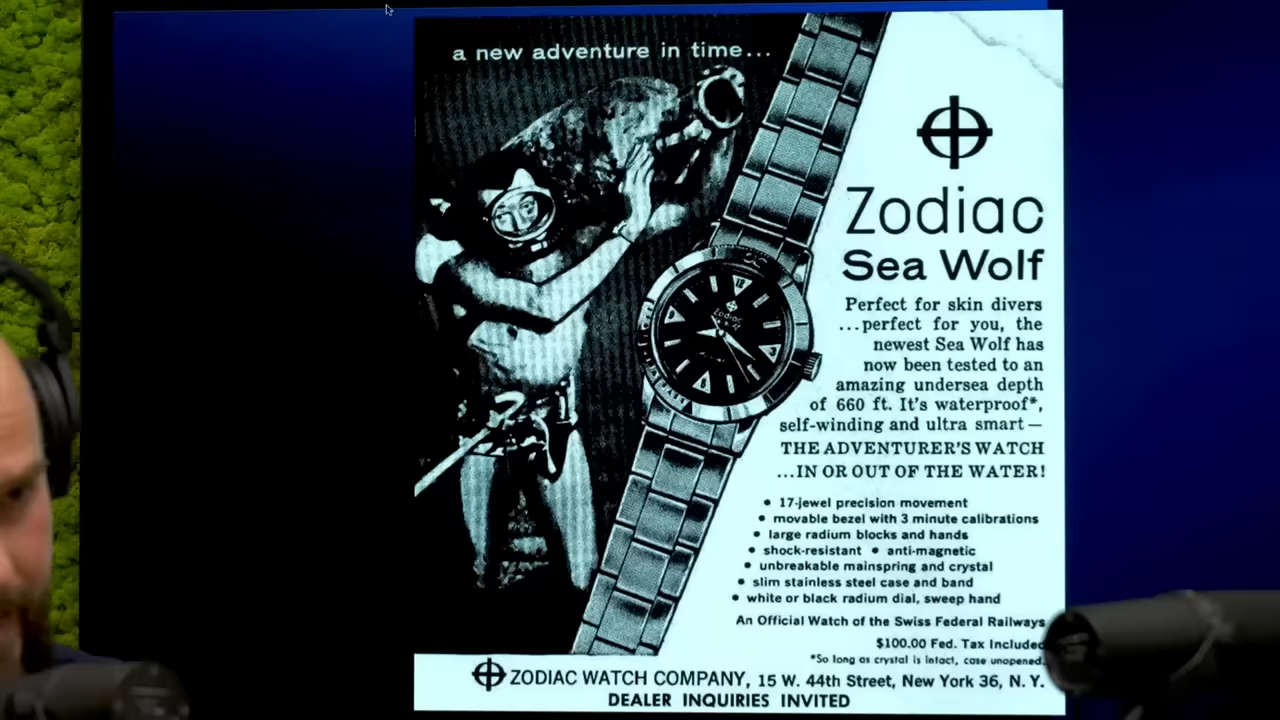 a new adventure in time...
Zodiac
Sea Wolf
Perfect for skin divers
...perfect for you, the
newest Sea Wolf has
now been tested to an
amazing undersea depth
of 660 ft. It's waterproof*,
self-winding and ultra smart —
THE ADVENTURER'S WATCH
...IN OR OUT OF THE WATER!
• 17-jewel precision movement
• movable bezel with 3 minute calibrations
• large radium blocks and hands
• shock-resistant • anti-magnetic
• unbreakable mainspring and crystal
• slim stainless steel case and band
• white or black radium dial, sweep hand
An Official Watch of the Swiss Federal Railways
$100.00 Fed. Tax Included
*So long as crystal is intact, case unopened.
ZODIAC WATCH COMPANY, 15 W. 44th Street, New York 36, N. Y.
DEALER INQUIRIES INVITED
Zodiac